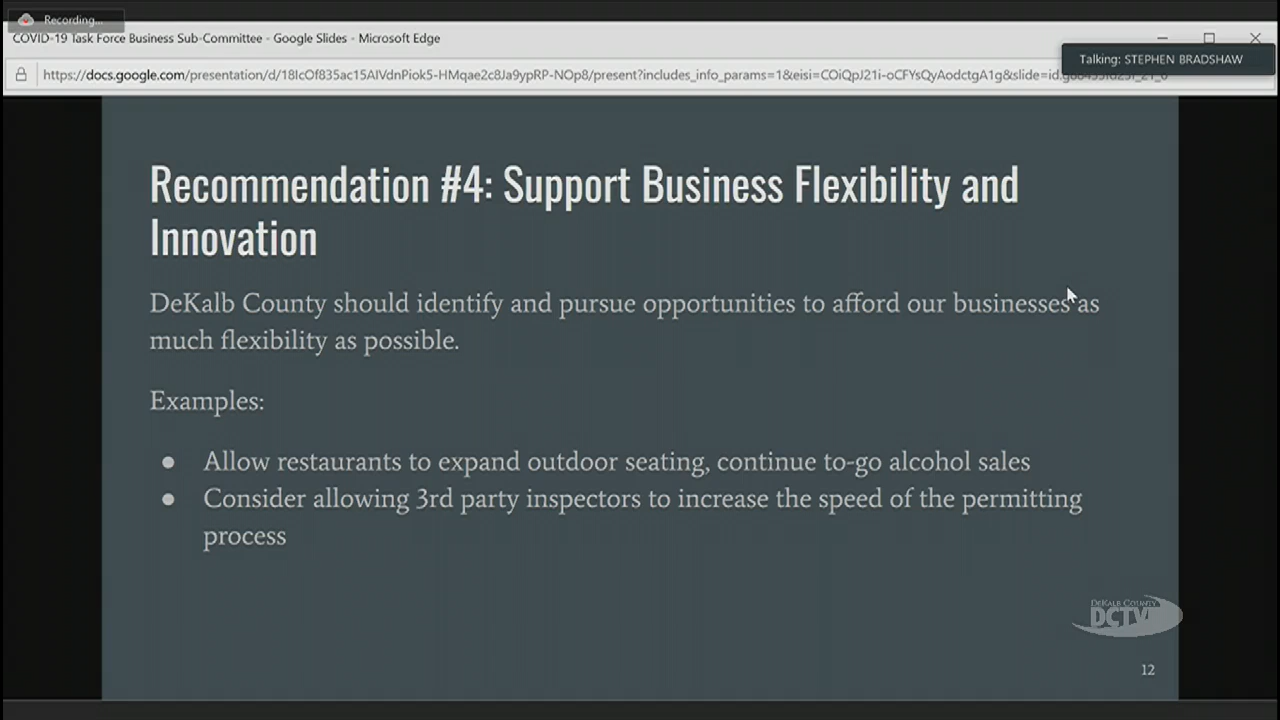 Recording...
COVID-19 Task Force Business Sub-Committee - Google Slides - Microsoft Edge
Talking: STEPHEN BRADSHAW
Recommendation #4: Support Business Flexibility and
Innovation
DeKalb County should identify and pursue opportunities to afford our businesses as
much flexibility as possible.
Examples:
● Allow restaurants to expand outdoor seating, continue to-go alcohol sales
● Consider allowing 3rd party inspectors to increase the speed of the permitting
process
DEKALB COUNTY
DCTV
12